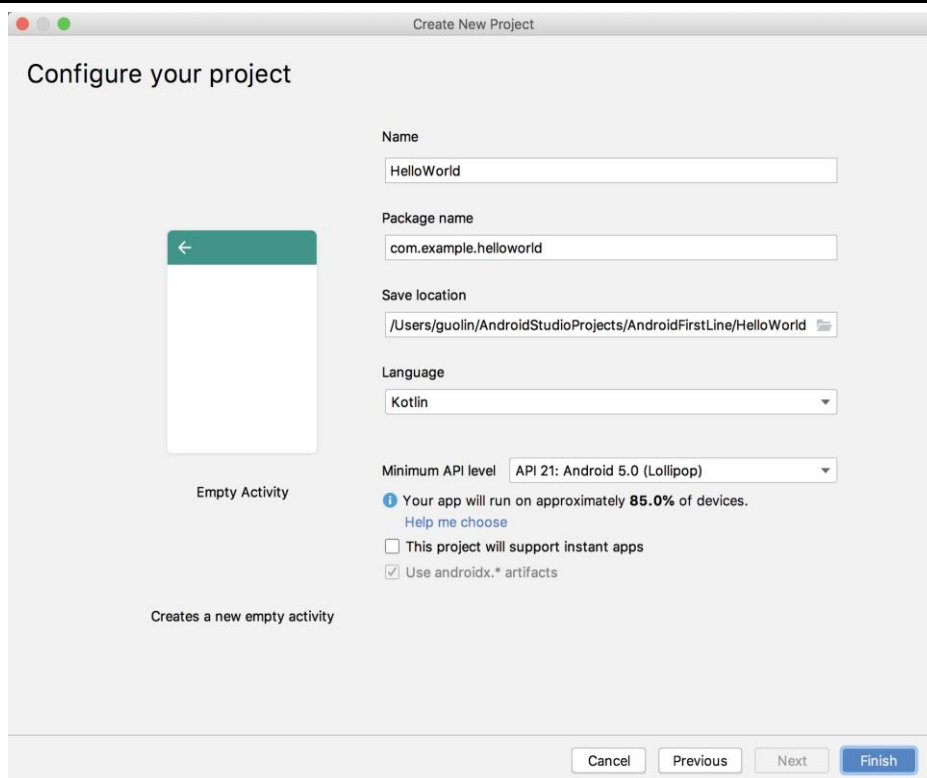 Create New Project
Configure your project
Name
HelloWorld
Package name
com.example.helloworld
Save location
/Users/guolin/AndroidStudioProjects/AndroidFirstLine/HelloWorld
Language
Kotlin
Minimum API level API 21: Android 5.0 (Lollipop)
Your app will run on approximately 85.0% of devices.
Help me choose
This project will support instant apps
Use androidx.* artifacts
Empty Activity
Creates a new empty activity
Cancel Previous Next Finish